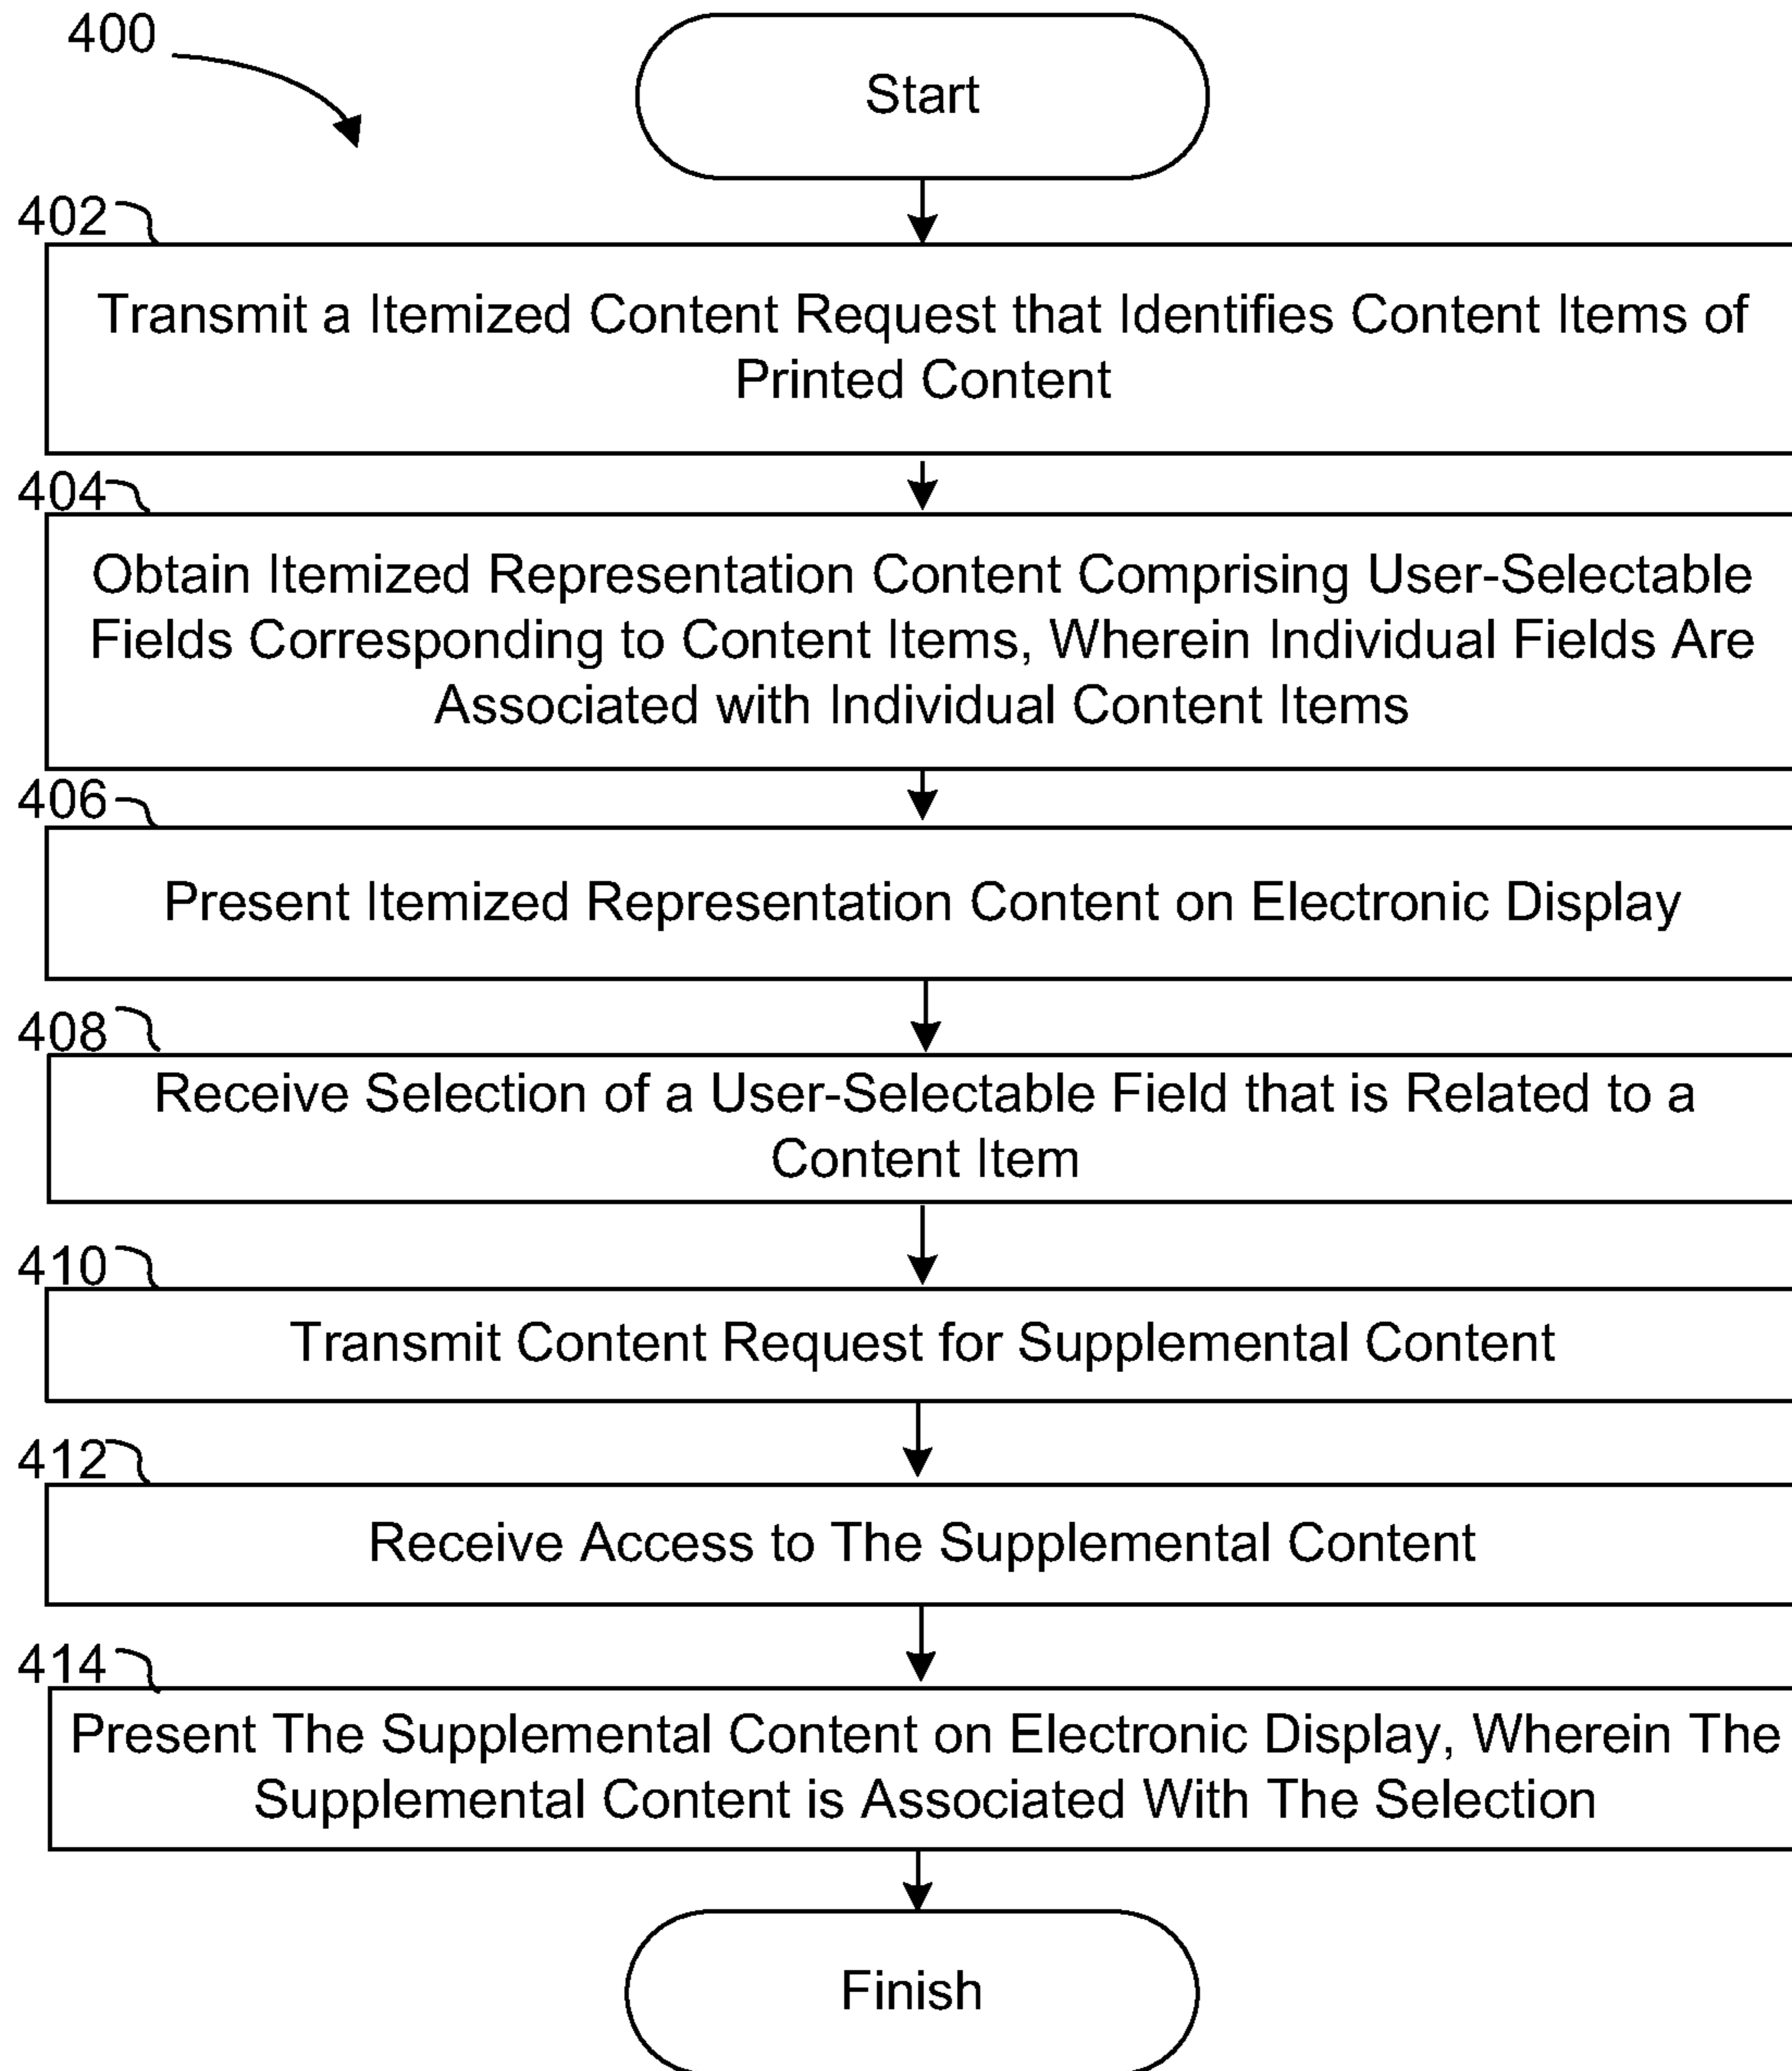 400
Start
402
Transmit a Itemized Content Request that Identifies Content Items of
Printed Content
404
Obtain Itemized Representation Content Comprising User-Selectable
Fields Corresponding to Content Items, Wherein Individual Fields Are
Associated with Individual Content Items
406
Present Itemized Representation Content on Electronic Display
408
Receive Selection of a User-Selectable Field that is Related to a
Content Item
410
Transmit Content Request for Supplemental Content
412
Receive Access to The Supplemental Content
414
Present The Supplemental Content on Electronic Display, Wherein The
Supplemental Content is Associated With The Selection
Finish